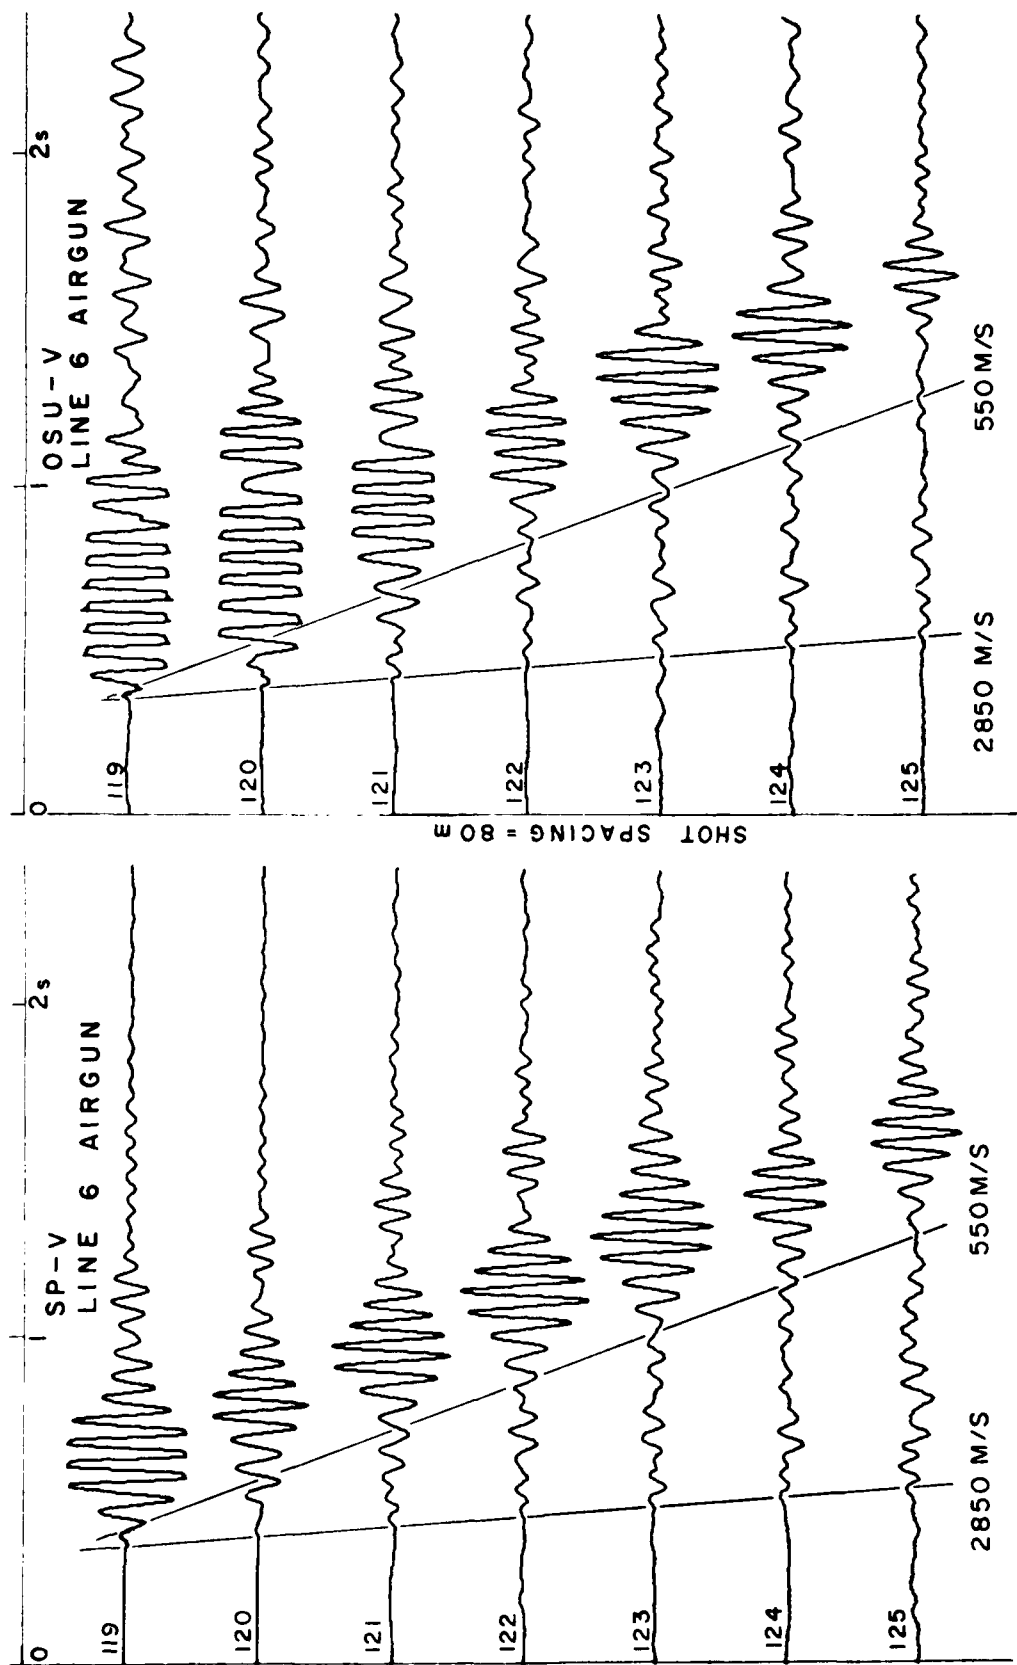 SP-V
LINE 6 AIRGUN
0
1
2s
119
120
121
122
123
124
125
550 M/S
2850 M/S
SHOT SPACING = 80 m
OSU-V
LINE 6 AIRGUN
0
1
2s
119
120
121
122
123
124
125
550 M/S
2850 M/S